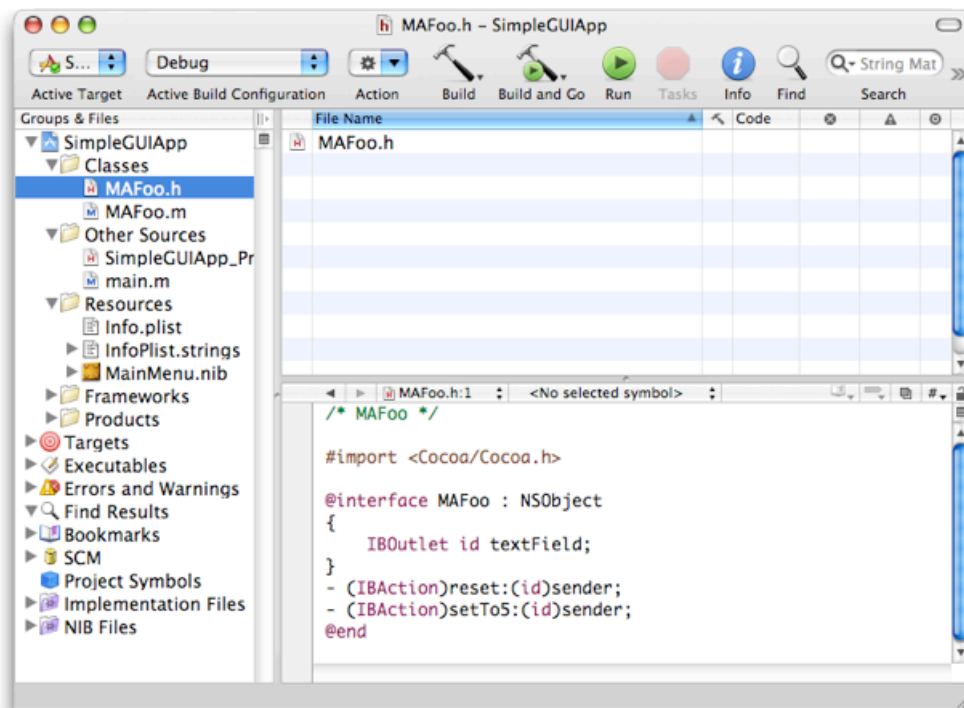 MAFoo.h – SimpleGUIApp
S... Debug String Mat
Active Target Active Build Configuration Action Build Build and Go Run Tasks Info Find Search
Groups & Files
SimpleGUIApp
Classes
MAFoo.h
MAFoo.m
Other Sources
SimpleGUIApp_Pr
main.m
Resources
Info.plist
InfoPlist.strings
MainMenu.nib
Frameworks
Products
Targets
Executables
Errors and Warnings
Find Results
Bookmarks
SCM
Project Symbols
Implementation Files
NIB Files
File Name Code
MAFoo.h
MAFoo.h:1 <No selected symbol> #
/* MAFoo */
#import <Cocoa/Cocoa.h>
@interface MAFoo : NSObject
{
IBOutlet id textField;
}
- (IBAction)reset:(id)sender;
- (IBAction)setTo5:(id)sender;
@end